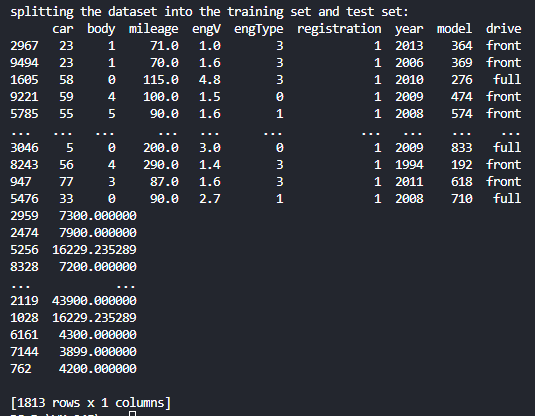 splitting the dataset into the training set and test set:
car body mileage engV engType registration year model drive
2967 23 1 71.0 1.0 3 1 2013 364 front
9494 23 1 70.0 1.6 3 1 2006 369 front
1605 58 0 115.0 4.8 3 1 2010 276 full
9221 59 4 100.0 1.5 0 1 2009 474 front
5785 55 5 90.0 1.6 1 1 2008 574 front
... ... ... ... ... ... ... ... ... ...
3046 5 0 200.0 3.0 0 1 2009 833 full
8243 56 4 290.0 1.4 3 1 1994 192 front
947 77 3 87.0 1.6 3 1 2011 618 front
5476 33 0 90.0 2.7 1 1 2008 710 full
2959 7300.000000
2474 7900.000000
5256 16229.235289
8328 7200.000000
... ...
2119 43900.000000
1028 16229.235289
6161 4300.000000
7144 3899.000000
762 4200.000000
[1813 rows x 1 columns]